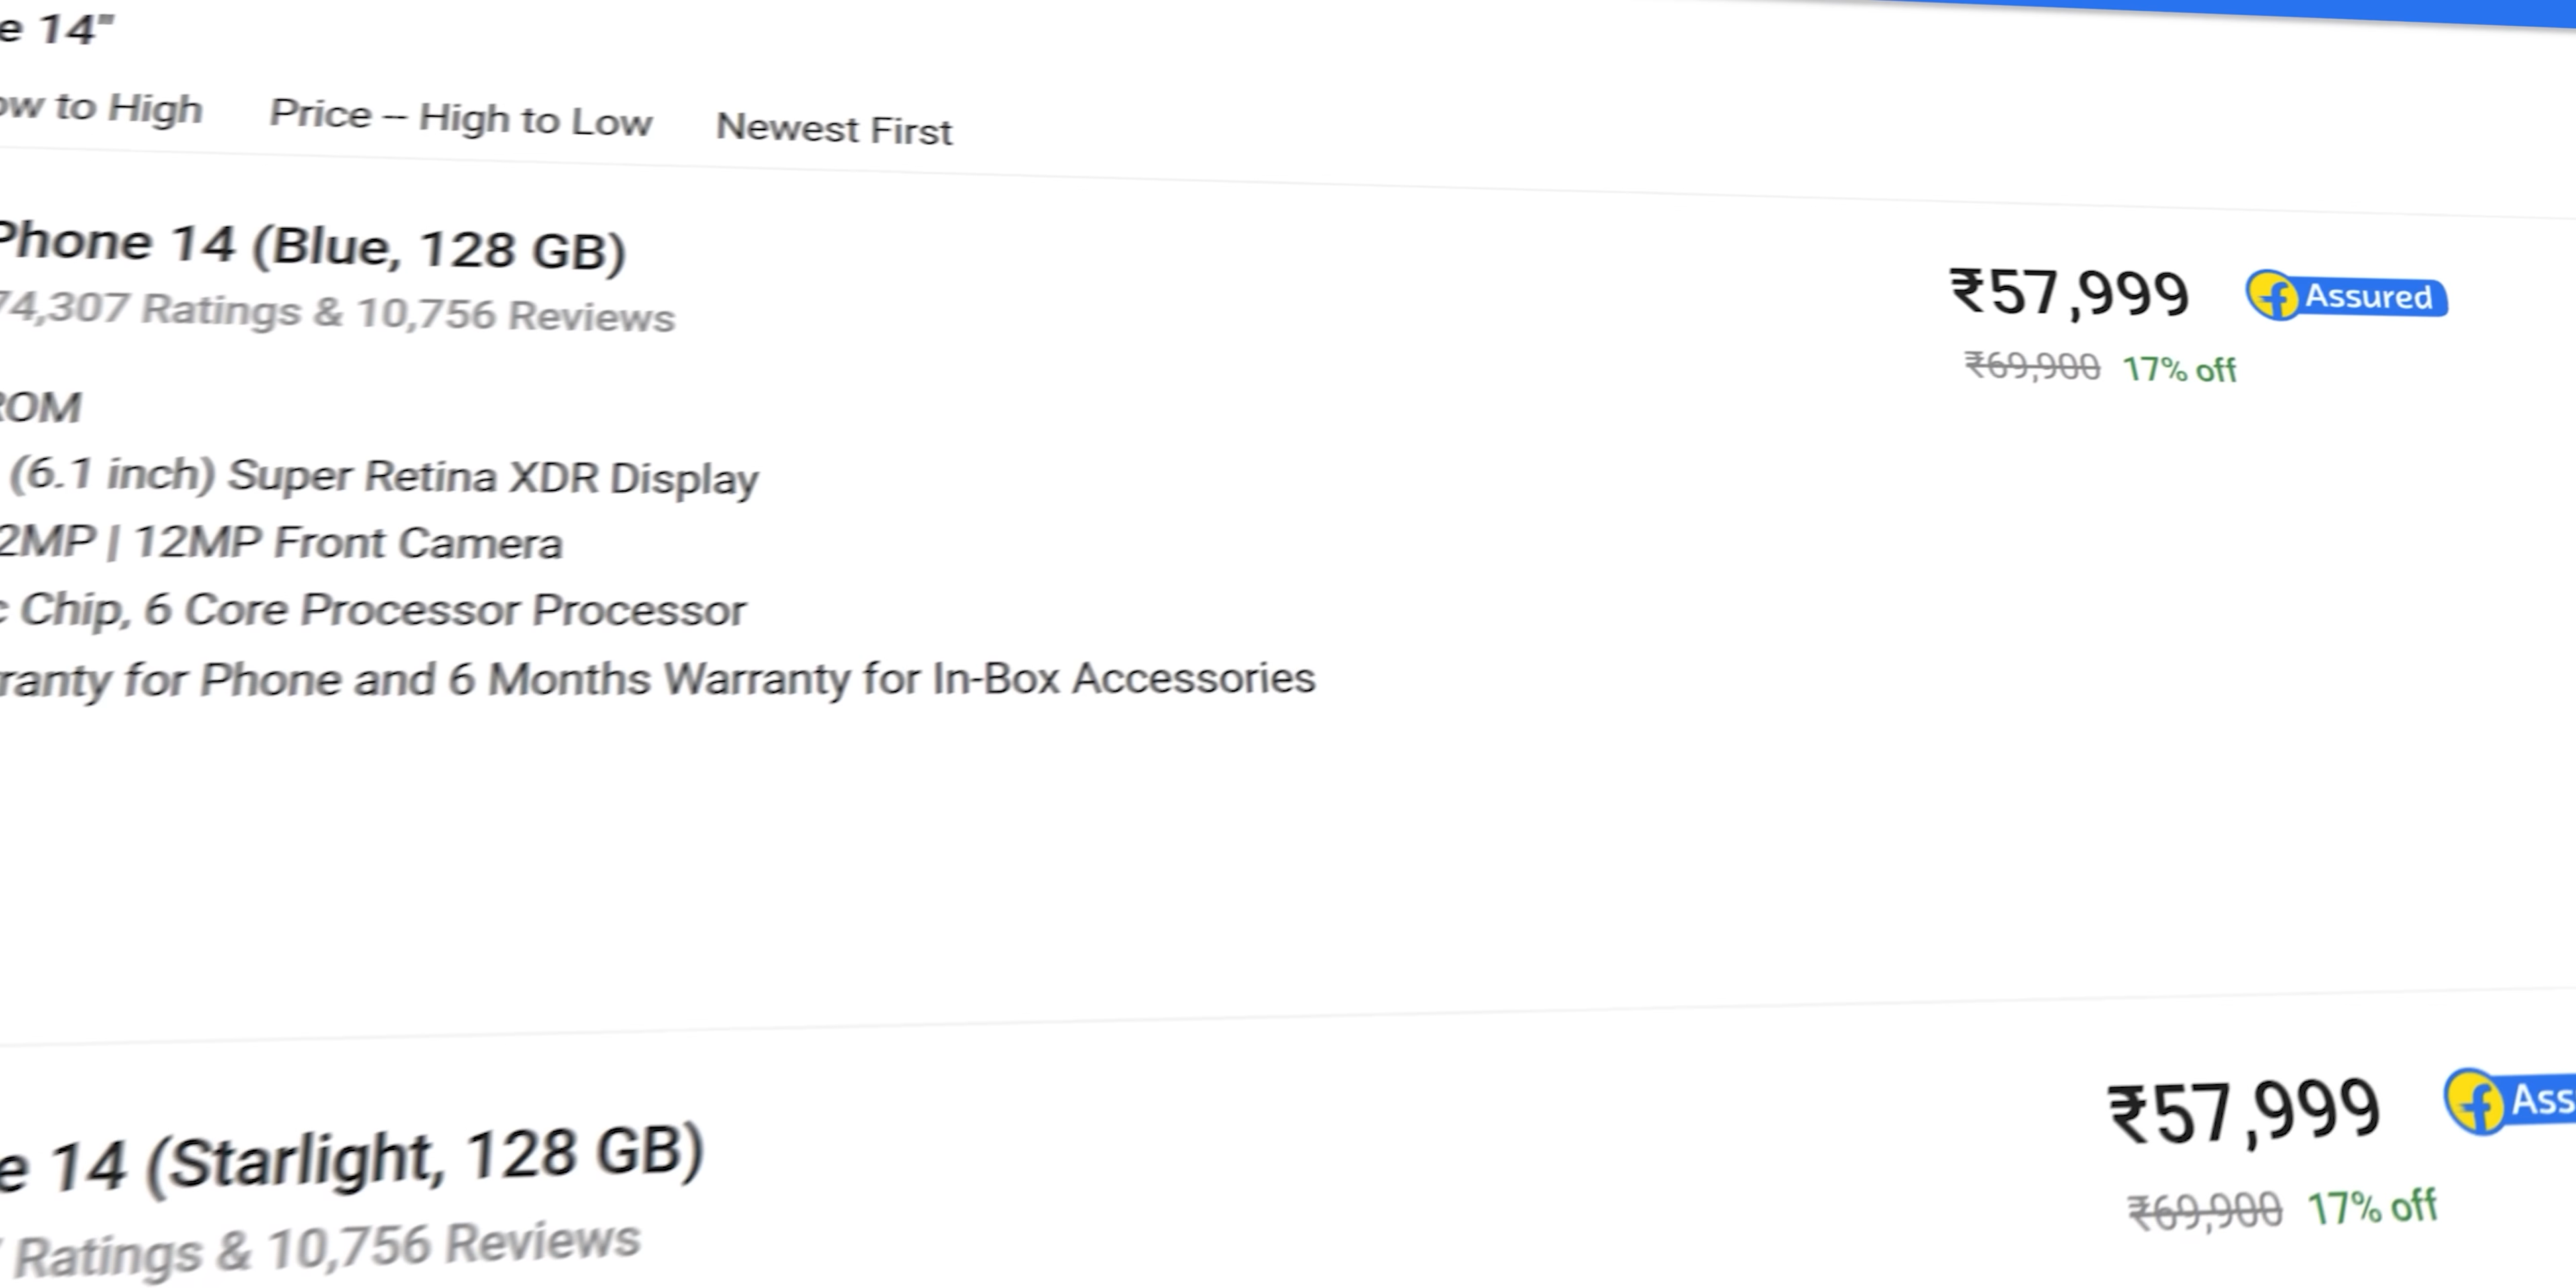 e 14"
ow to High Price -- High to Low Newest First
Phone 14 (Blue, 128 GB)
74,307 Ratings & 10,756 Reviews
₹57,999 Assured
₹69,900 17% off
ROM
(6.1 inch) Super Retina XDR Display
2MP | 12MP Front Camera
c Chip, 6 Core Processor Processor
rranty for Phone and 6 Months Warranty for In-Box Accessories
e 14 (Starlight, 128 GB)
Ratings & 10,756 Reviews
₹57,999 Ass
₹69,900 17% off